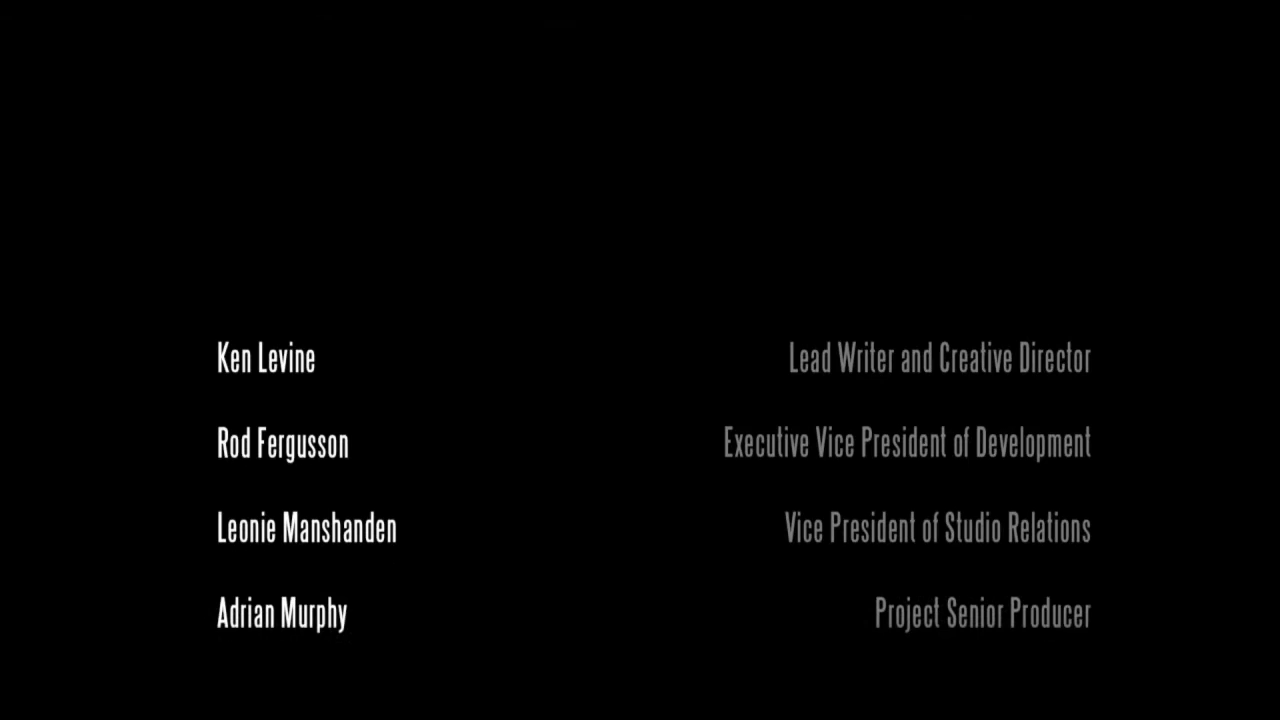 Ken Levine Lead Writer and Creative Director
Rod Fergusson Executive Vice President of Development
Leonie Manshanden Vice President of Studio Relations
Adrian Murphy Project Senior Producer